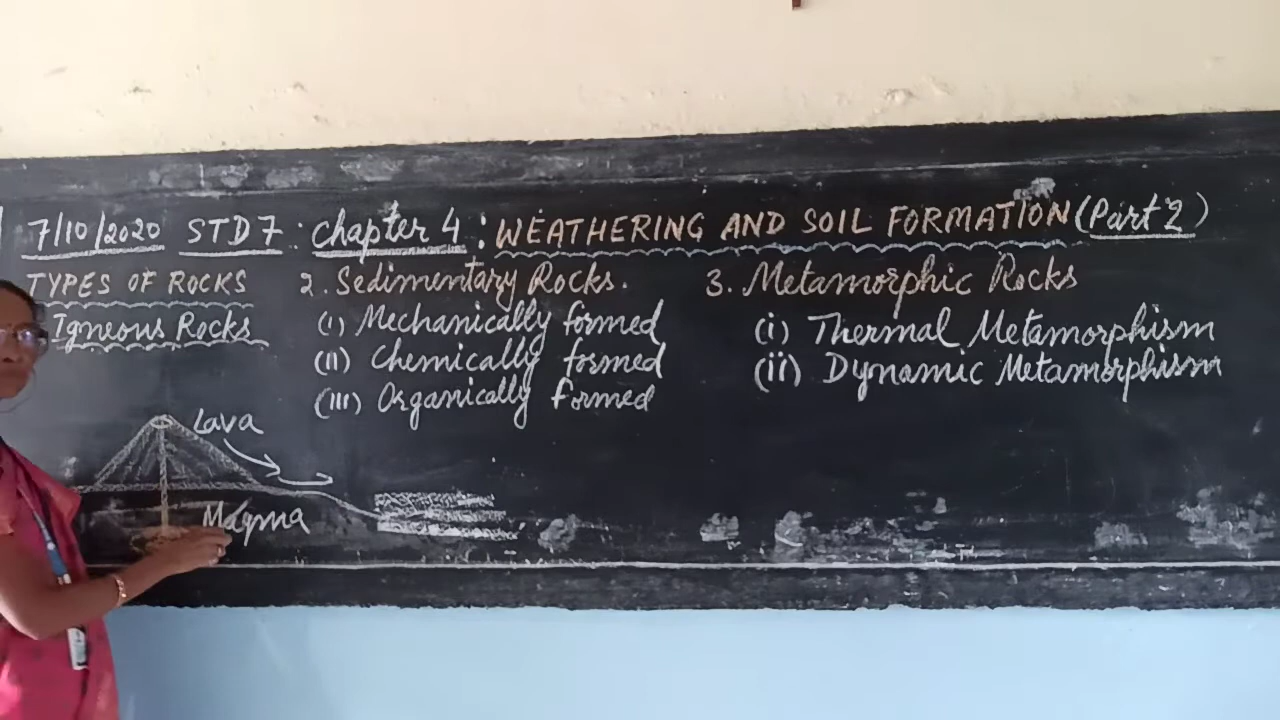 7/10/2020 STD 7 : Chapter 4 : WEATHERING AND SOIL FORMATION (Part 2)
TYPES OF ROCKS
Igneous Rocks
2. Sedimentary Rocks.
(i) Mechanically formed
(ii) Chemically formed
(iii) Organically formed
3. Metamorphic Rocks
(i) Thermal Metamorphism
(ii) Dynamic Metamorphism
Lava
Magma